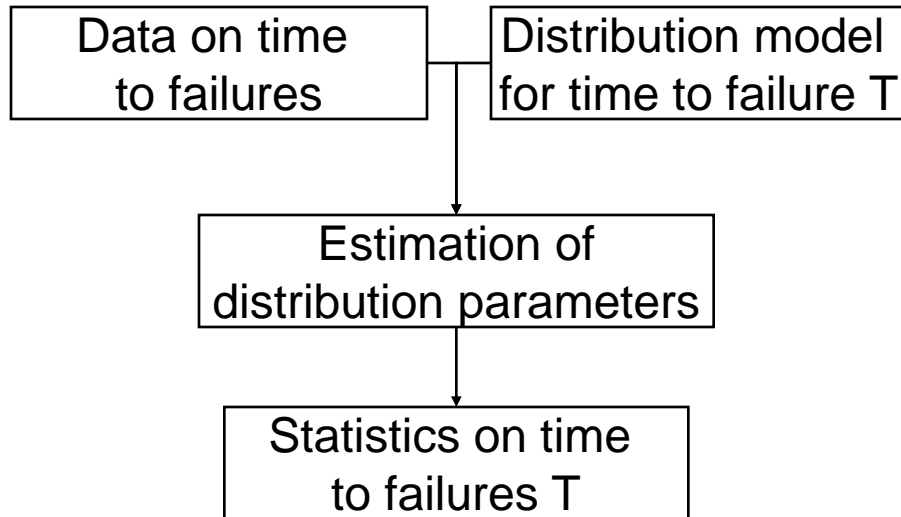 Data on time
to failures
Distribution model
for time to failure T
Estimation of
distribution parameters
Statistics on time
to failures T